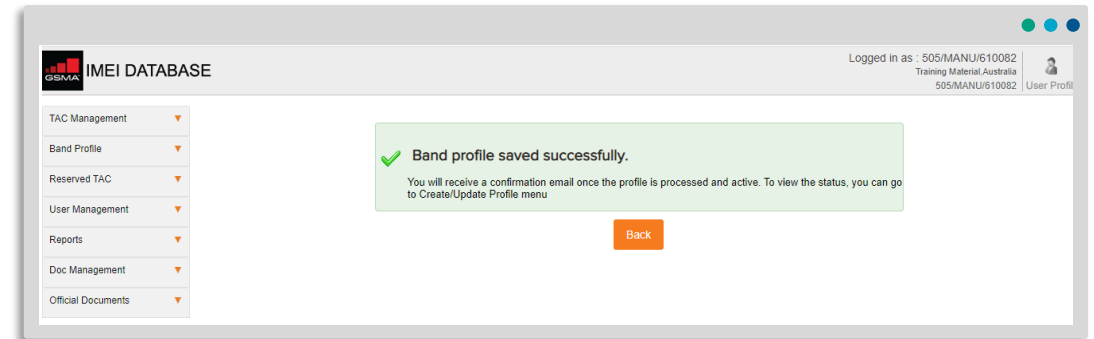 GSMA IMEI DATABASE
Logged in as : 505/MANU/610082
Training Material,Australia
505/MANU/610082
User Profil
TAC Management
Band Profile
Reserved TAC
User Management
Reports
Doc Management
Official Documents
Band profile saved successfully.
You will receive a confirmation email once the profile is processed and active. To view the status, you can go
to Create/Update Profile menu
Back